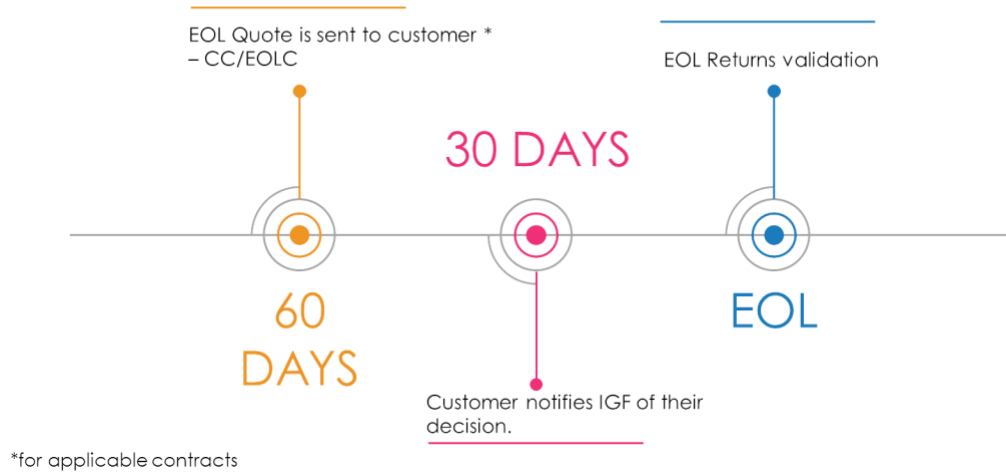 EOL Quote is sent to customer *
– CC/EOLC
EOL Returns validation
30 DAYS
60
DAYS
EOL
Customer notifies IGF of their
decision.
*for applicable contracts